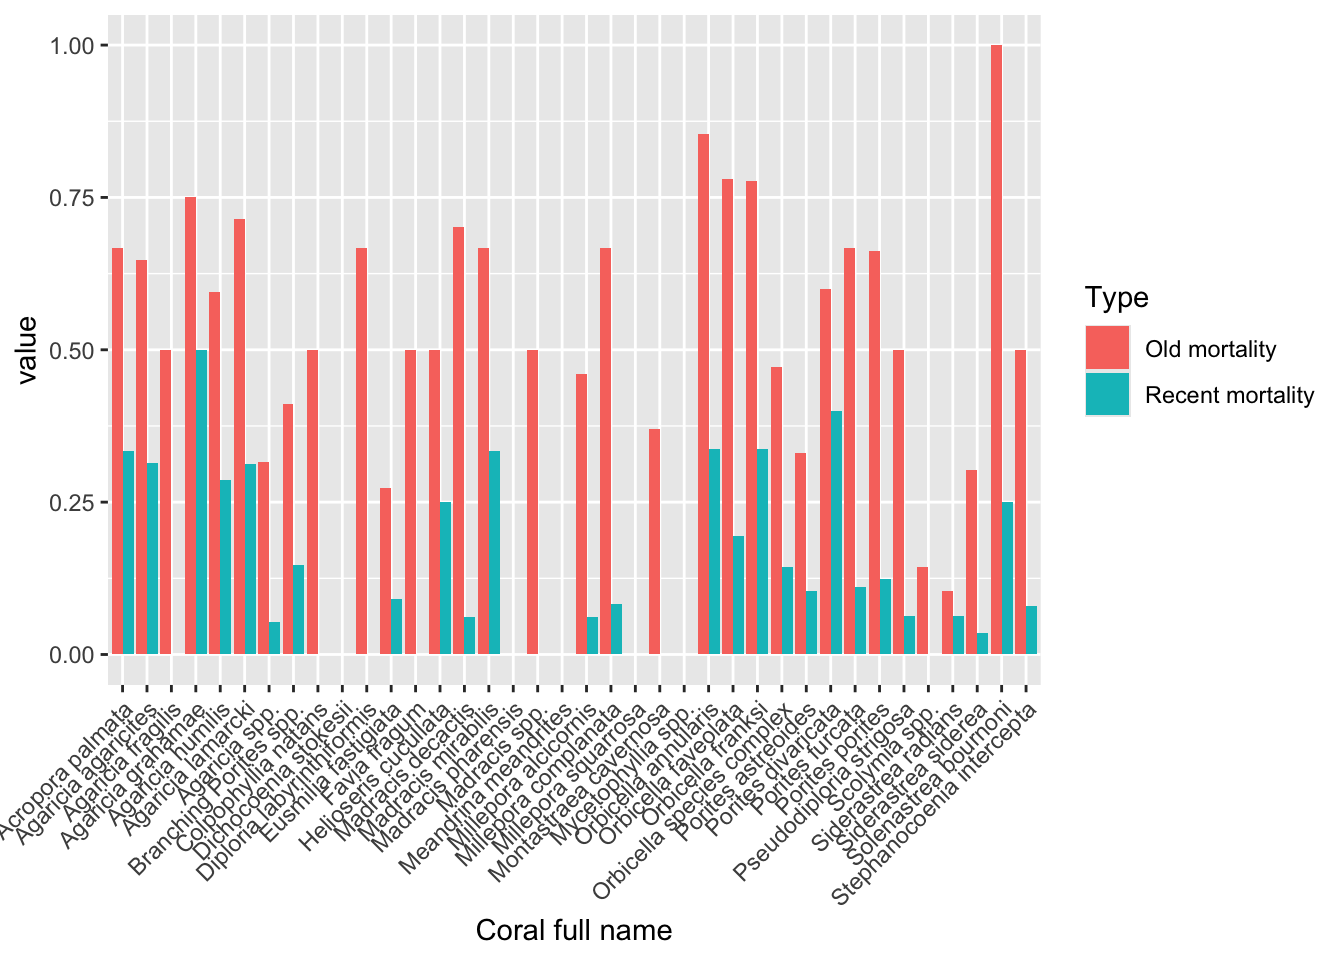 1.00
0.75
0.50
0.25
0.00
value
Acropora palmata
Agaricia agaricites
Agaricia fragilis
Agaricia grahamae
Agaricia humilis
Agaricia lamarcki
Agaricia spp.
Branching Porites spp.
Colpophyllia natans
Dichocoenia stokesii
Diploria labyrinthiformis
Eusmilia fastigiata
Favia fragum
Helioseris cucullata
Madracis decactis
Madracis mirabilis
Madracis pharensis
Madracis spp.
Meandrina meandrites
Millepora alcicornis
Millepora complanata
Millepora squarrosa
Montastraea cavernosa
Mycetophyllia spp.
Orbicella annularis
Orbicella faveolata
Orbicella franksi
Orbicella species complex
Porites astreoides
Porites divaricata
Porites furcata
Porites porites
Pseudodiploria strigosa
Scolymia spp.
Siderastrea radians
Siderastrea siderea
Solenastrea bournoni
Stephanocoenia intercepta
Coral full name
Type
Old mortality
Recent mortality